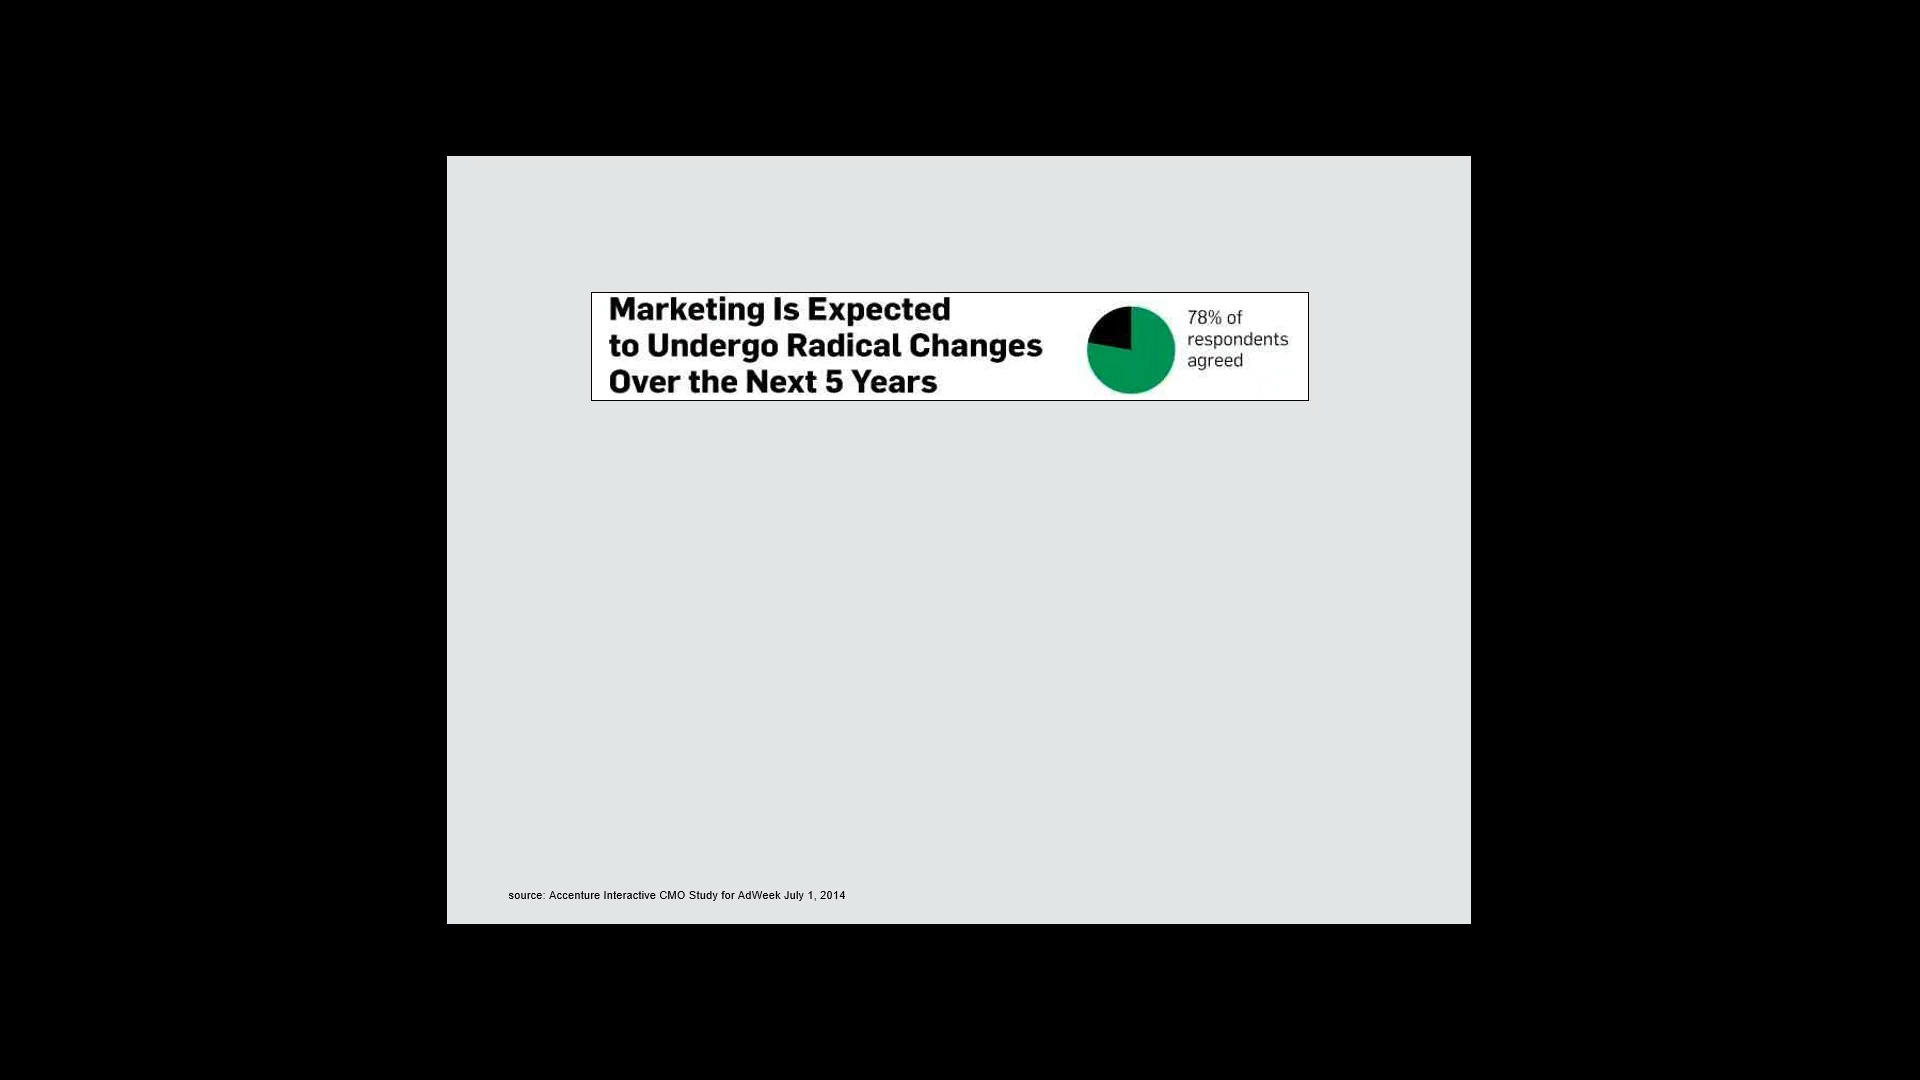 Marketing Is Expected
to Undergo Radical Changes
Over the Next 5 Years
78% of
respondents
agreed
source: Accenture Interactive CMO Study for AdWeek July 1, 2014